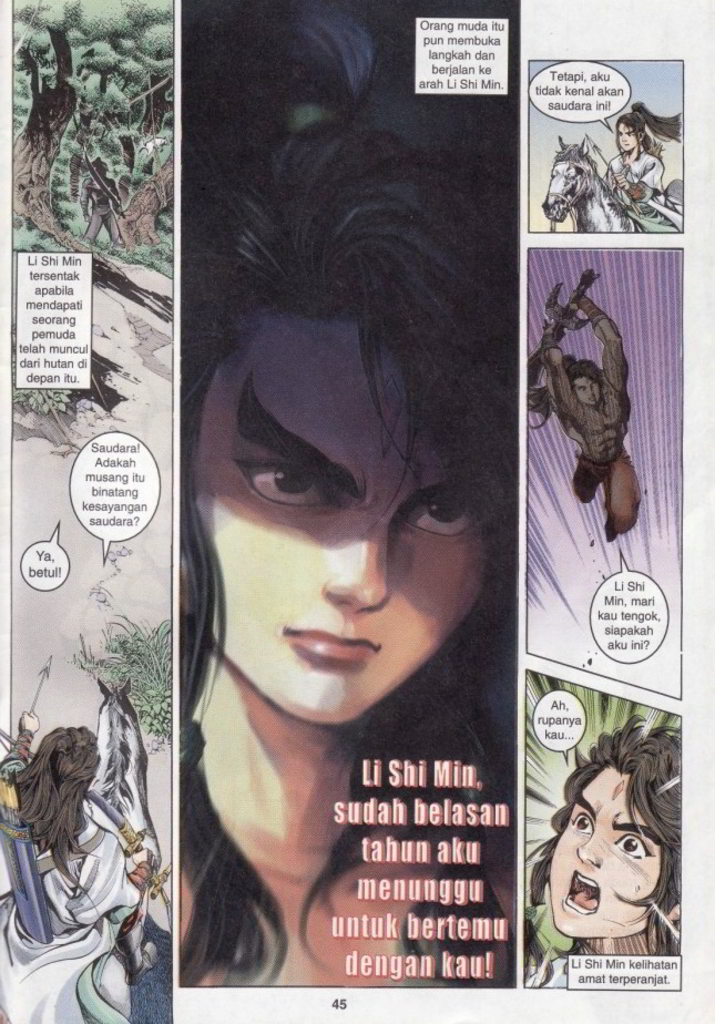 Li Shi Min
tersentak
apabila
mendapati
seorang
pemuda
telah muncul
dari hutan di
depan itu.
Saudara!
Adakah
musang itu
binatang
kesayangan
saudara?
Ya,
betul!
Orang muda itu
pun membuka
langkah dan
berjalan ke
arah Li Shi Min.
Li Shi Min,
sudah belasan
tahun aku
menunggu
untuk bertemu
dengan kau!
Tetapi, aku
tidak kenal akan
saudara ini!
Li Shi
Min, mari
kau tengok,
siapakah
aku ini?
Ah,
rupanya
kau...
Li Shi Min kelihatan
amat terperanjat.
45